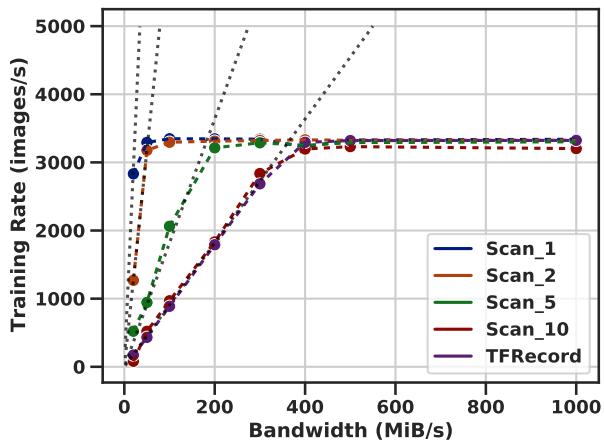 Training Rate (images/s)
5000
4000
3000
2000
1000
0
Scan_1
Scan_2
Scan_5
Scan_10
TFRecord
0 200 400 600 800 1000
Bandwidth (MiB/s)